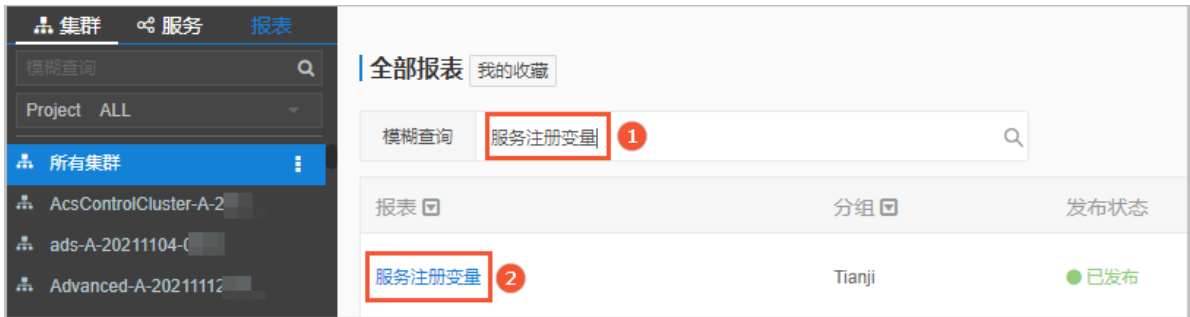 集群 服务 报表
模糊查询
Project ALL
所有集群
AcsControlCluster-A-2
ads-A-20211104-0
Advanced-A-20211112
全部报表 我的收藏
模糊查询 服务注册变量 1
报表 分组 发布状态
服务注册变量 2 Tianji 已发布